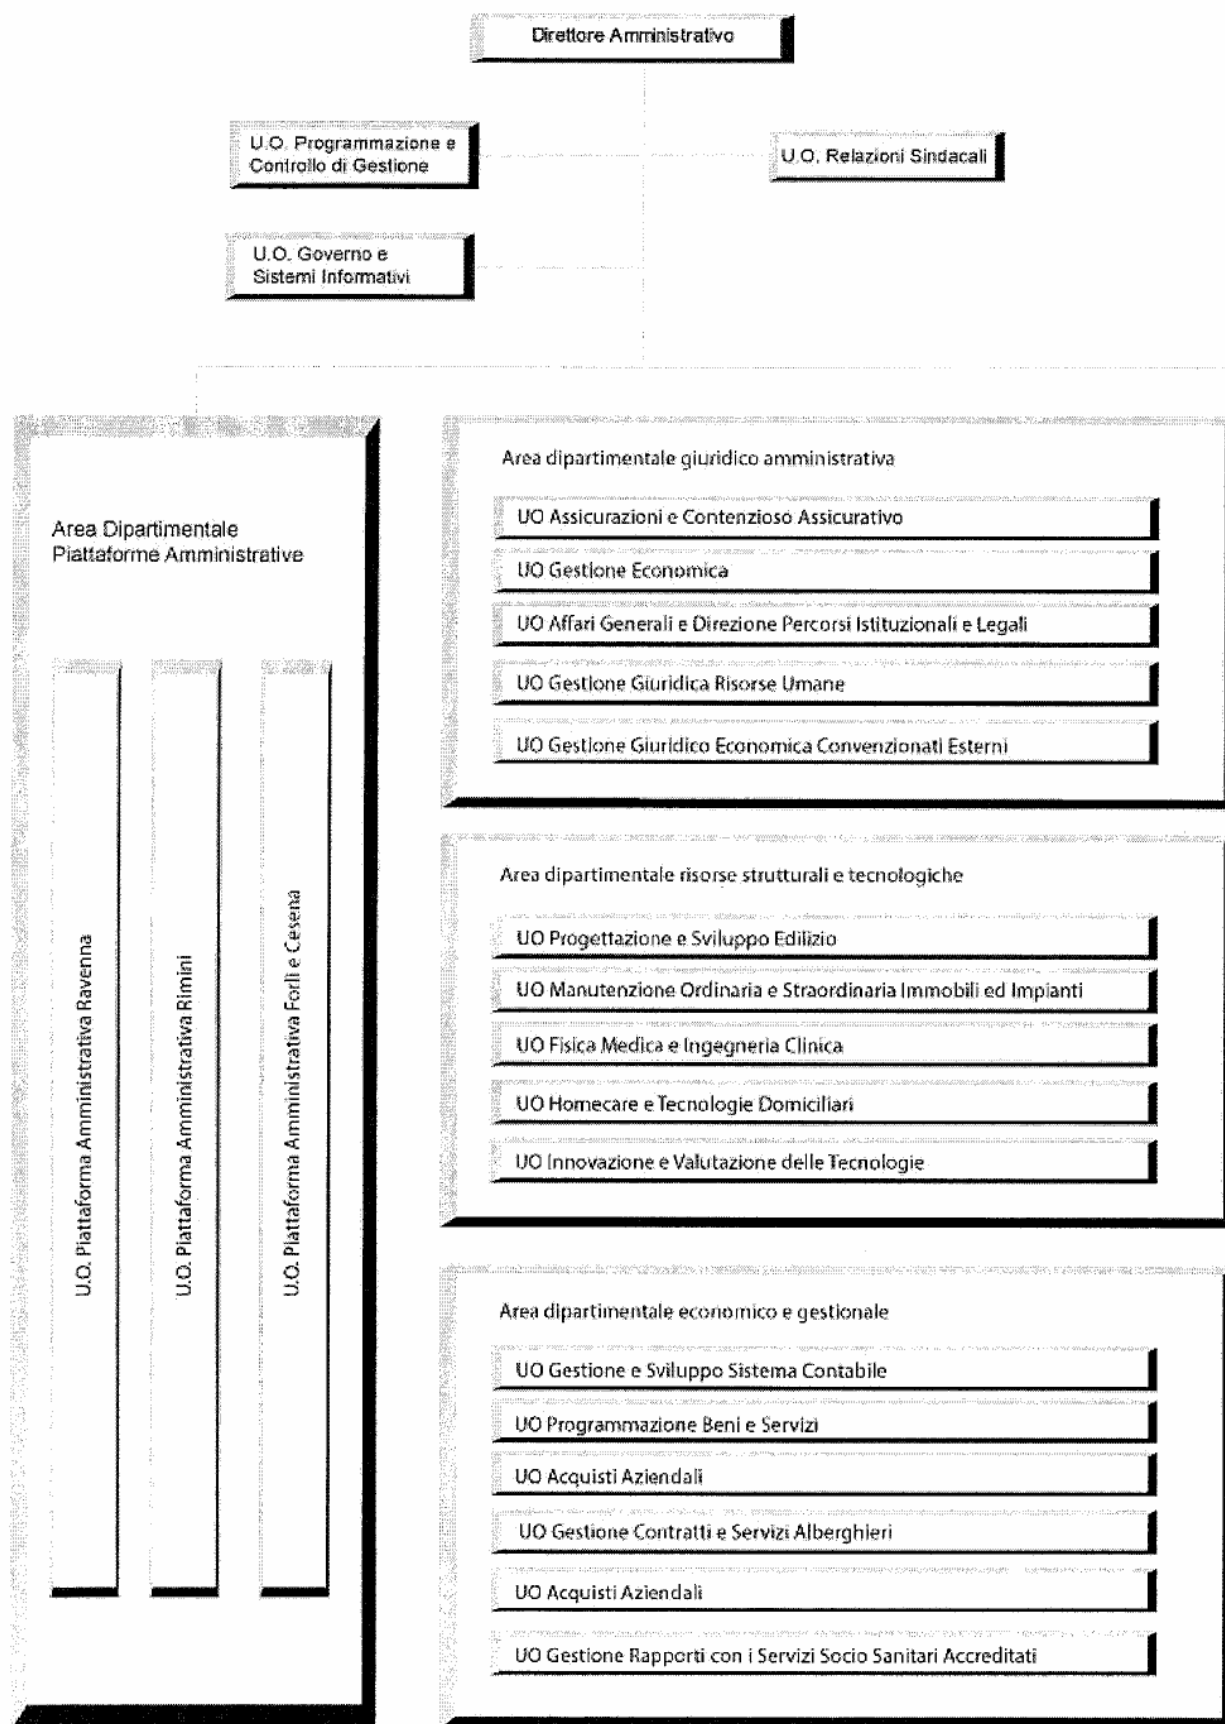 Direttore Amministrativo
U.O. Programmazione e
Controllo di Gestione
U.O. Relazioni Sindacali
U.O. Governo e
Sistemi Informativi
Area Dipartimentale
Piattaforme Amministrative
U.O. Piattaforma Amministrativa Ravenna
U.O. Piattaforma Amministrativa Rimini
U.O. Piattaforma Amministrativa Forlì e Cesena
Area dipartimentale giuridico amministrativa
UO Assicurazioni e Contenzioso Assicurativo
UO Gestione Economica
UO Affari Generali e Direzione Percorsi Istituzionali e Legali
UO Gestione Giuridica Risorse Umane
UO Gestione Giuridico Economica Convenzionati Esterni
Area dipartimentale risorse strutturali e tecnologiche
UO Progettazione e Sviluppo Edilizio
UO Manutenzione Ordinaria e Straordinaria Immobili ed Impianti
UO Fisica Medica e Ingegneria Clinica
UO Homecare e Tecnologie Domiciliari
UO Innovazione e Valutazione delle Tecnologie
Area dipartimentale economico e gestionale
UO Gestione e Sviluppo Sistema Contabile
UO Programmazione Beni e Servizi
UO Acquisti Aziendali
UO Gestione Contratti e Servizi Alberghieri
UO Acquisti Aziendali
UO Gestione Rapporti con i Servizi Socio Sanitari Accreditati